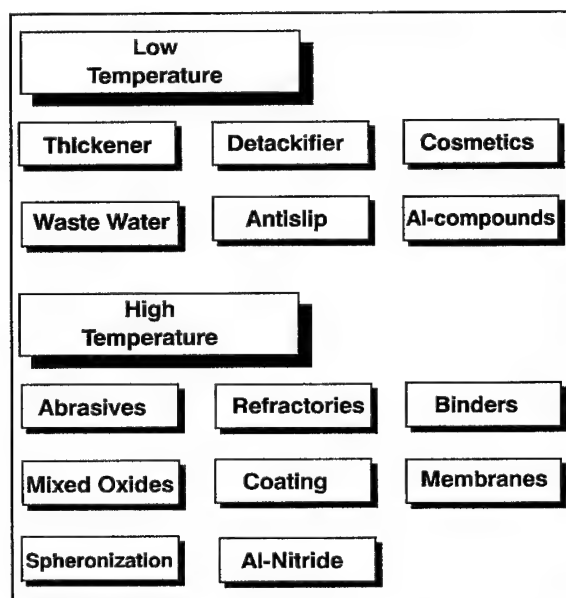 Low
Temperature
Thickener Detackifier Cosmetics
Waste Water Antislip Al-compounds
High
Temperature
Abrasives Refractories Binders
Mixed Oxides Coating Membranes
Spheronization Al-Nitride